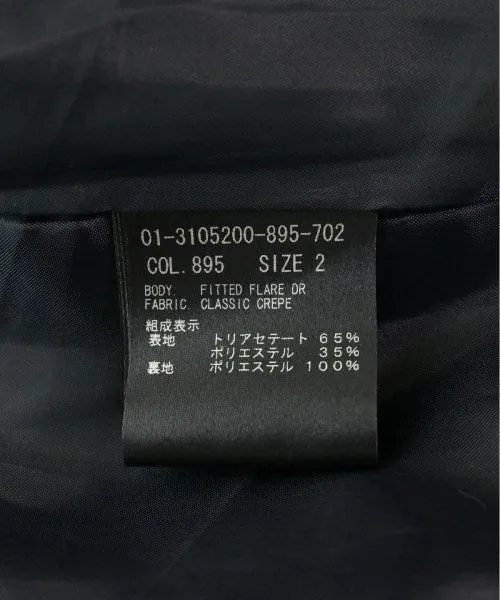 01-3105200-895-702
COL.895 SIZE 2
BODY. FITTED FLARE DR
FABRIC CLASSIC CREPE
組成表示
表地 トリアセテート 65%
ポリエステル 35%
裏地 ポリエステル 100%